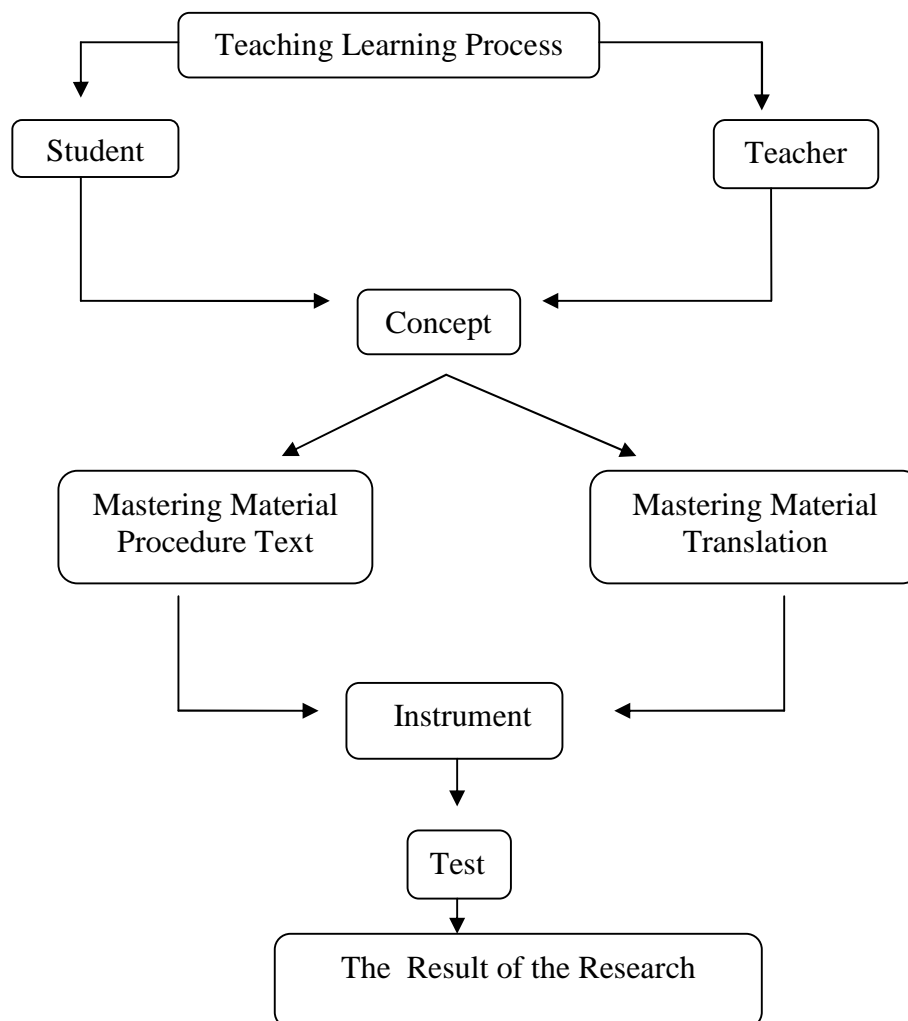 Teaching Learning Process
Student
Teacher
Concept
Mastering Material
Procedure Text
Mastering Material
Translation
Instrument
Test
The Result of the Research